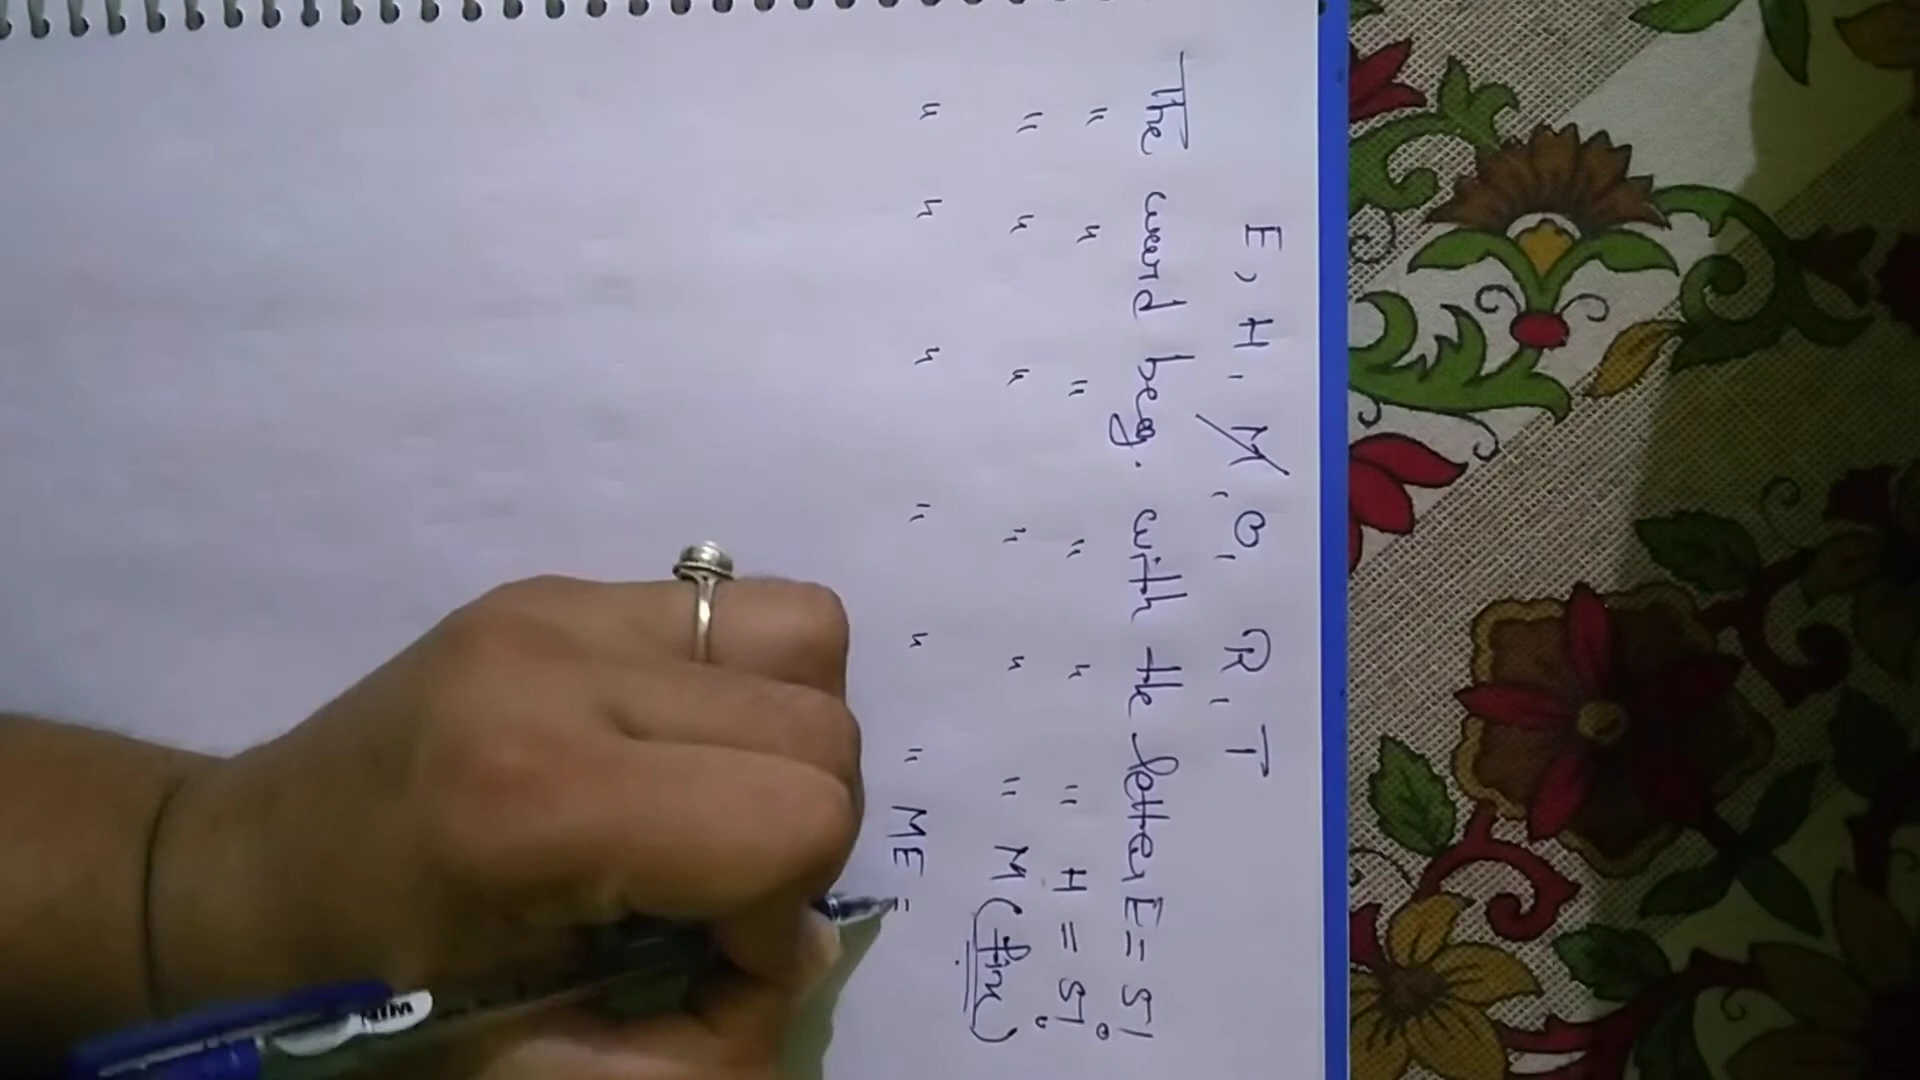 E, H, M, O, R, T
The word beg. with the letter E = 5!
" " " " " " H = 5!
" " " " " " M (fix)
" " " " " " ME =